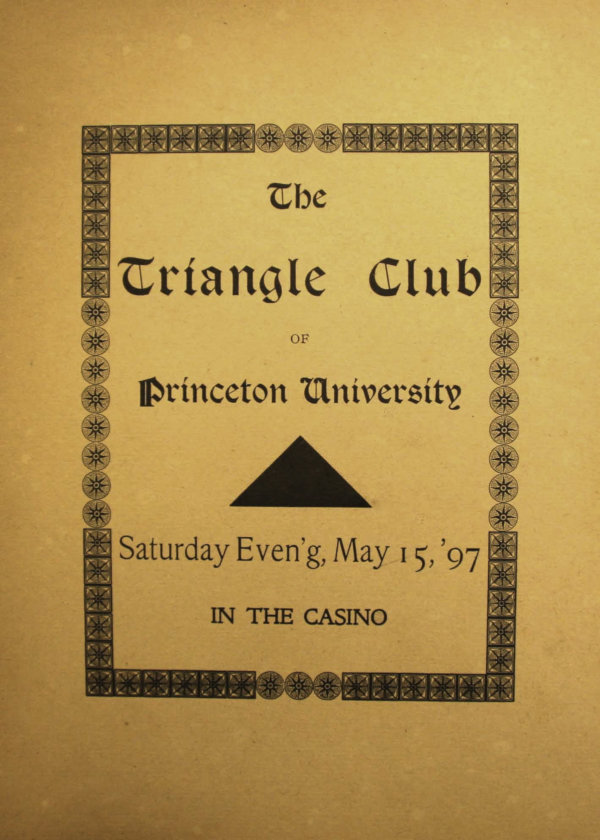 The
Triangle Club
OF
Princeton University
Saturday Even'g, May 15, '97
IN THE CASINO